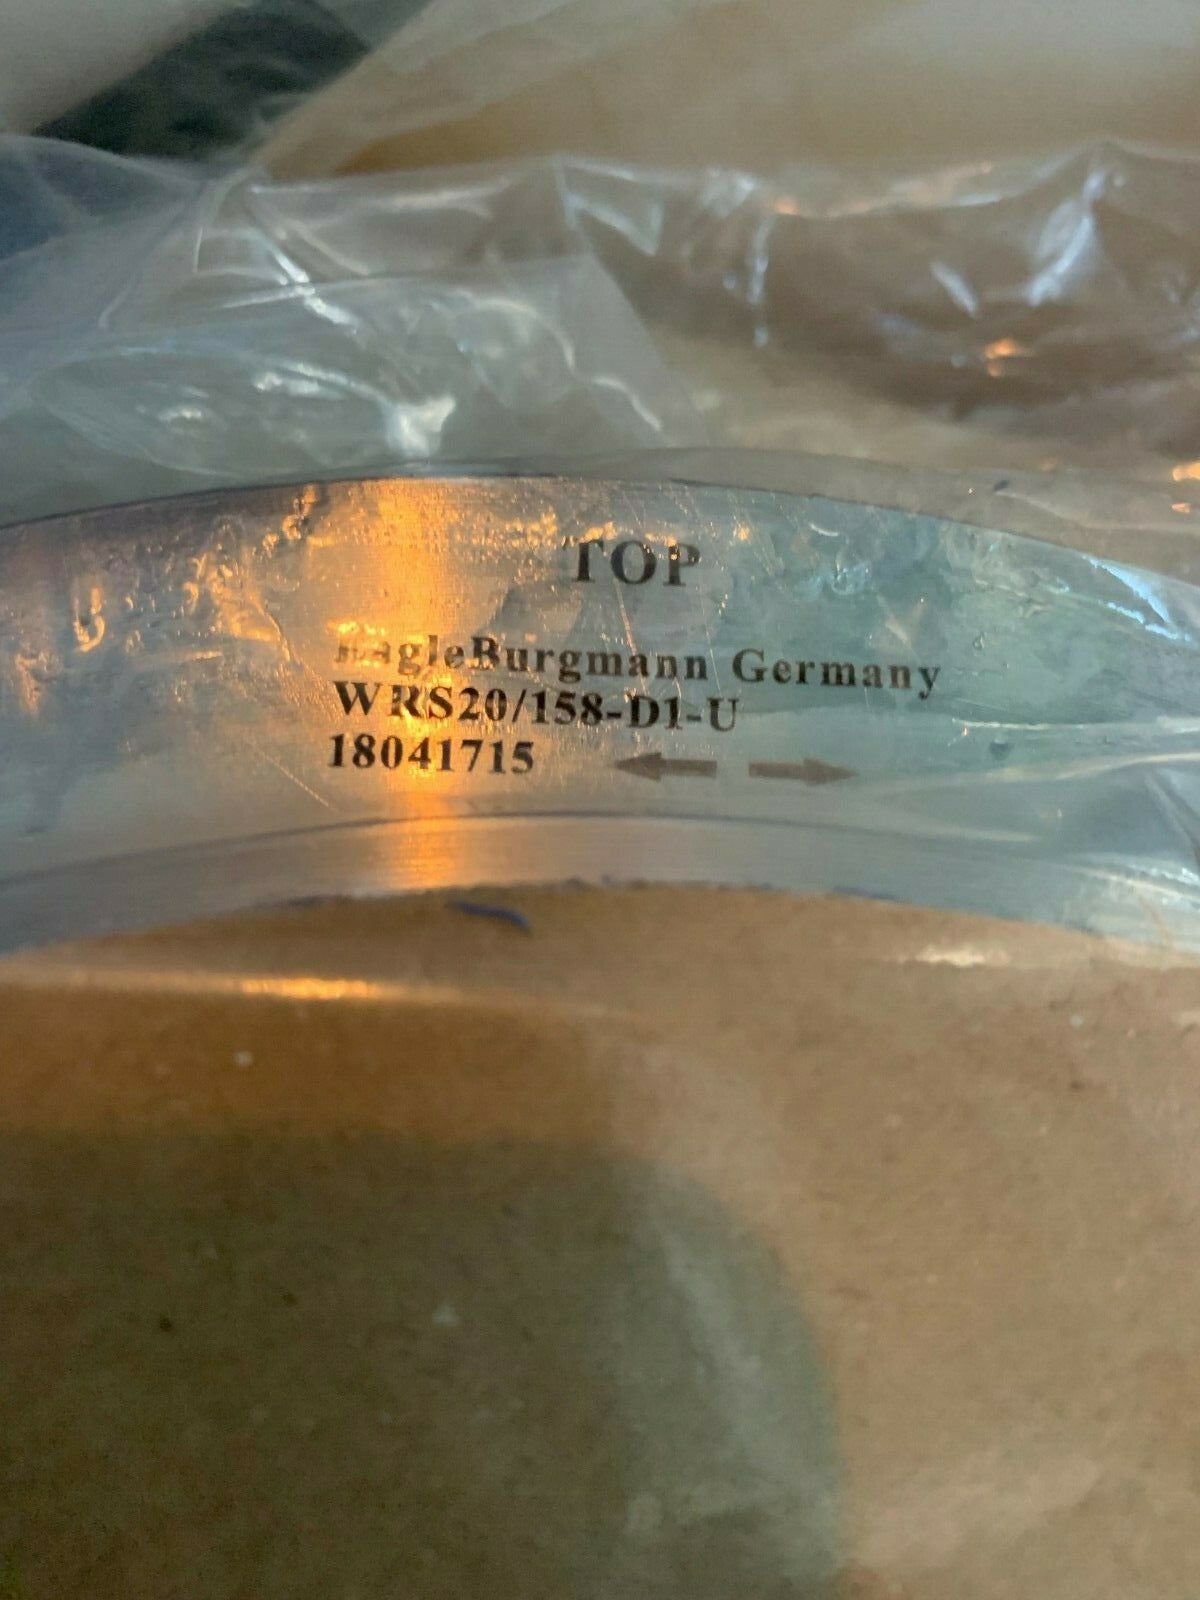 TOP
EagleBurgmann Germany
WRS20/158-D1-U
18041715